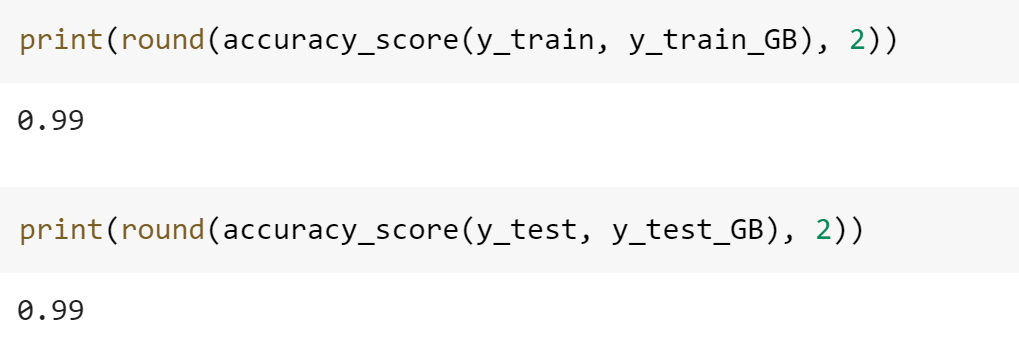 print(round(accuracy_score(y_train, y_train_GB), 2))
0.99
print(round(accuracy_score(y_test, y_test_GB), 2))
0.99